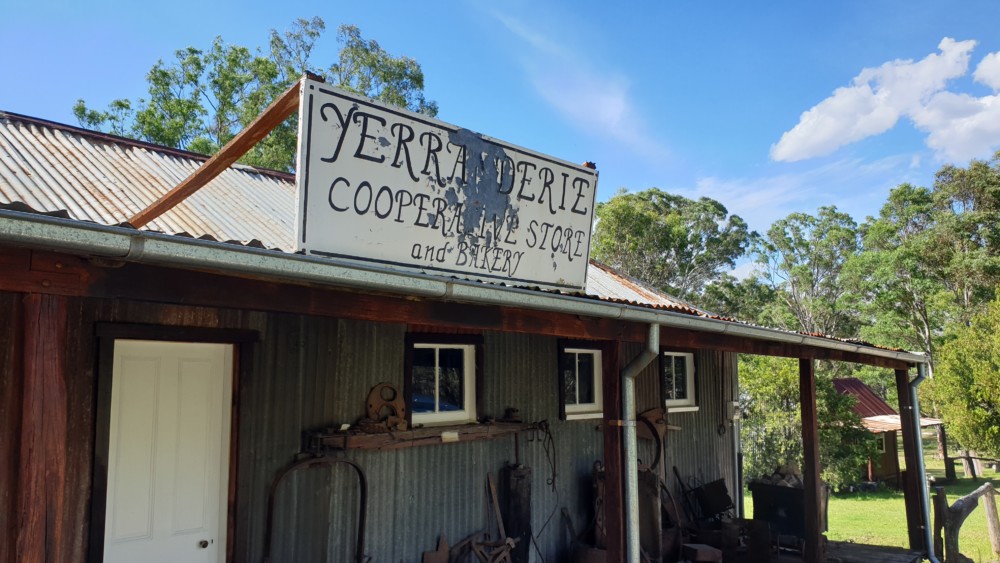 YERRANDERIE
COOPERATIVE STORE
and BAKERY